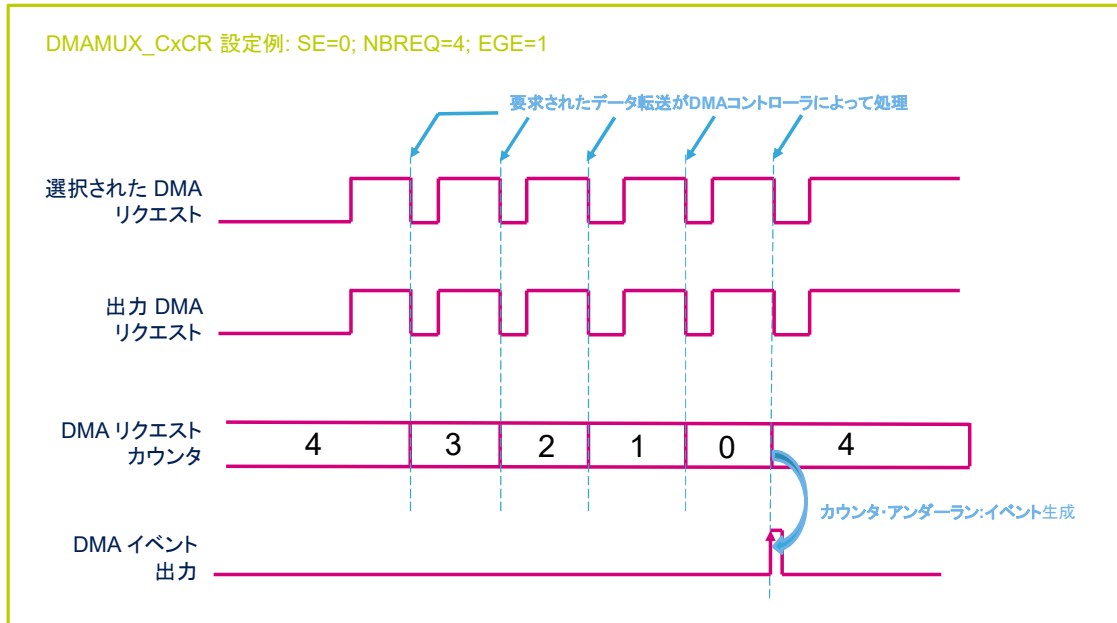 DMAMUX_CxCR 設定例: SE=0; NBREQ=4; EGE=1
要求されたデータ転送がDMAコントローラによって処理
選択された DMA
リクエスト
出力 DMA
リクエスト
DMA リクエスト
カウンタ
4 3 2 1 0 4
カウンタ・アンダーラン:イベント生成
DMA イベント
出力